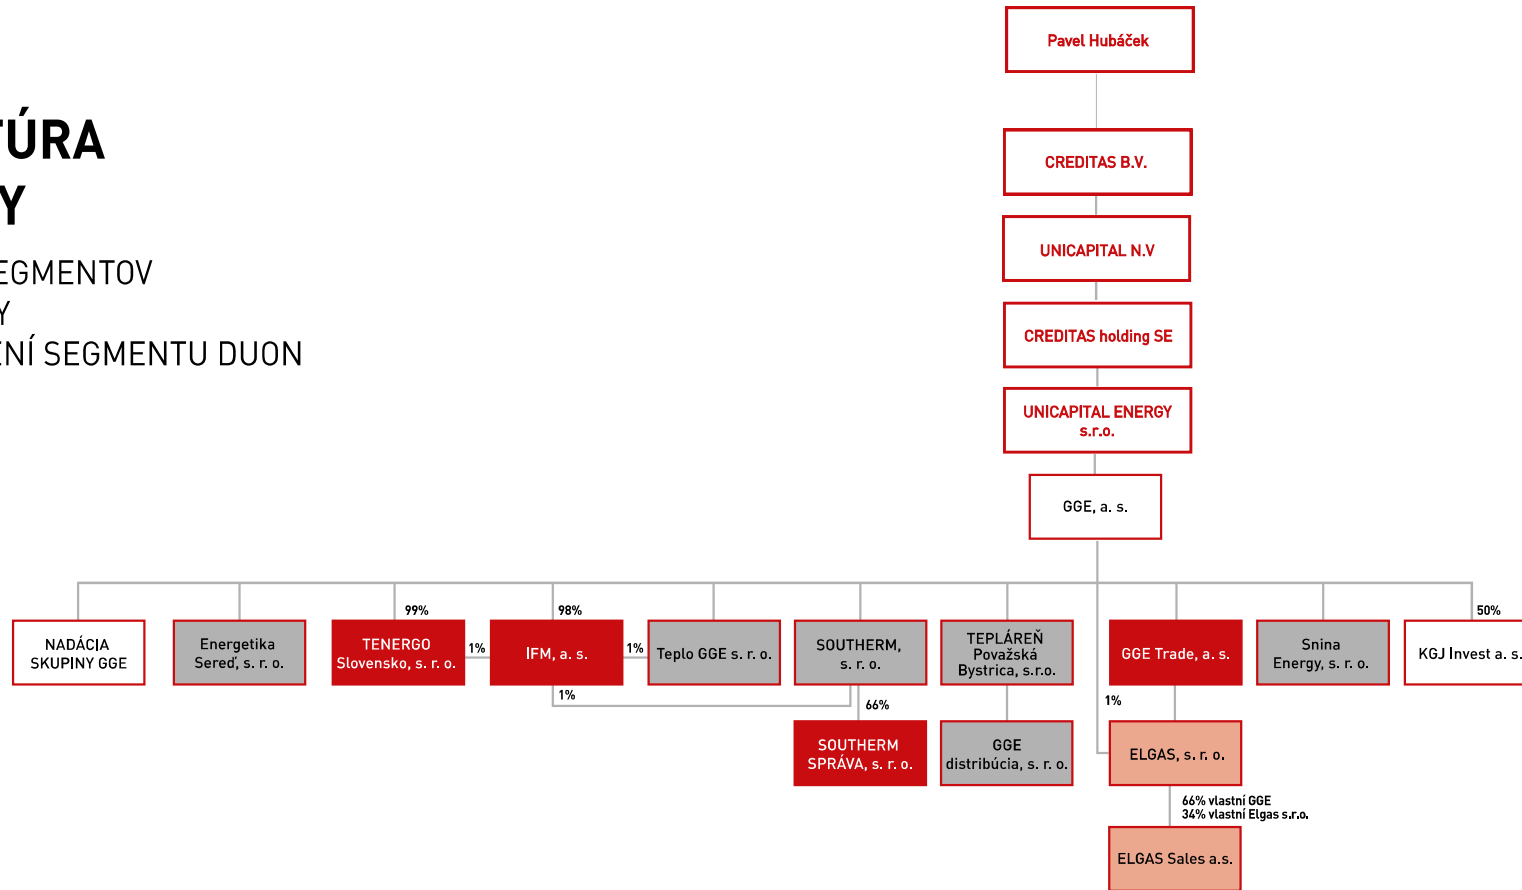 Pavel Hubáček
TÚRA
Y
EGMENTOV
Y
ENÍ SEGMENTU DUON
CREDITAS B.V.
UNICAPITAL N.V
CREDITAS holding SE
UNICAPITAL ENERGY
s.r.o.
GGE, a. s.
99%
98%
50%
NADÁCIA
SKUPINY GGE
Energetika
Sereď, s. r. o.
TENERGO
Slovensko, s. r. o.
1%
IFM, a. s.
1%
Teplo GGE s. r. o.
SOUTHERM,
s. r. o.
TEPLÁREŇ
Považská
Bystrica, s.r.o.
GGE Trade, a. s.
Snina
Energy, s. r. o.
KGJ Invest a. s.
1%
66%
1%
SOUTHERM
SPRÁVA, s. r. o.
GGE
distribúcia, s. r. o.
ELGAS, s. r. o.
66% vlastní GGE
34% vlastní Elgas s.r.o.
ELGAS Sales a.s.